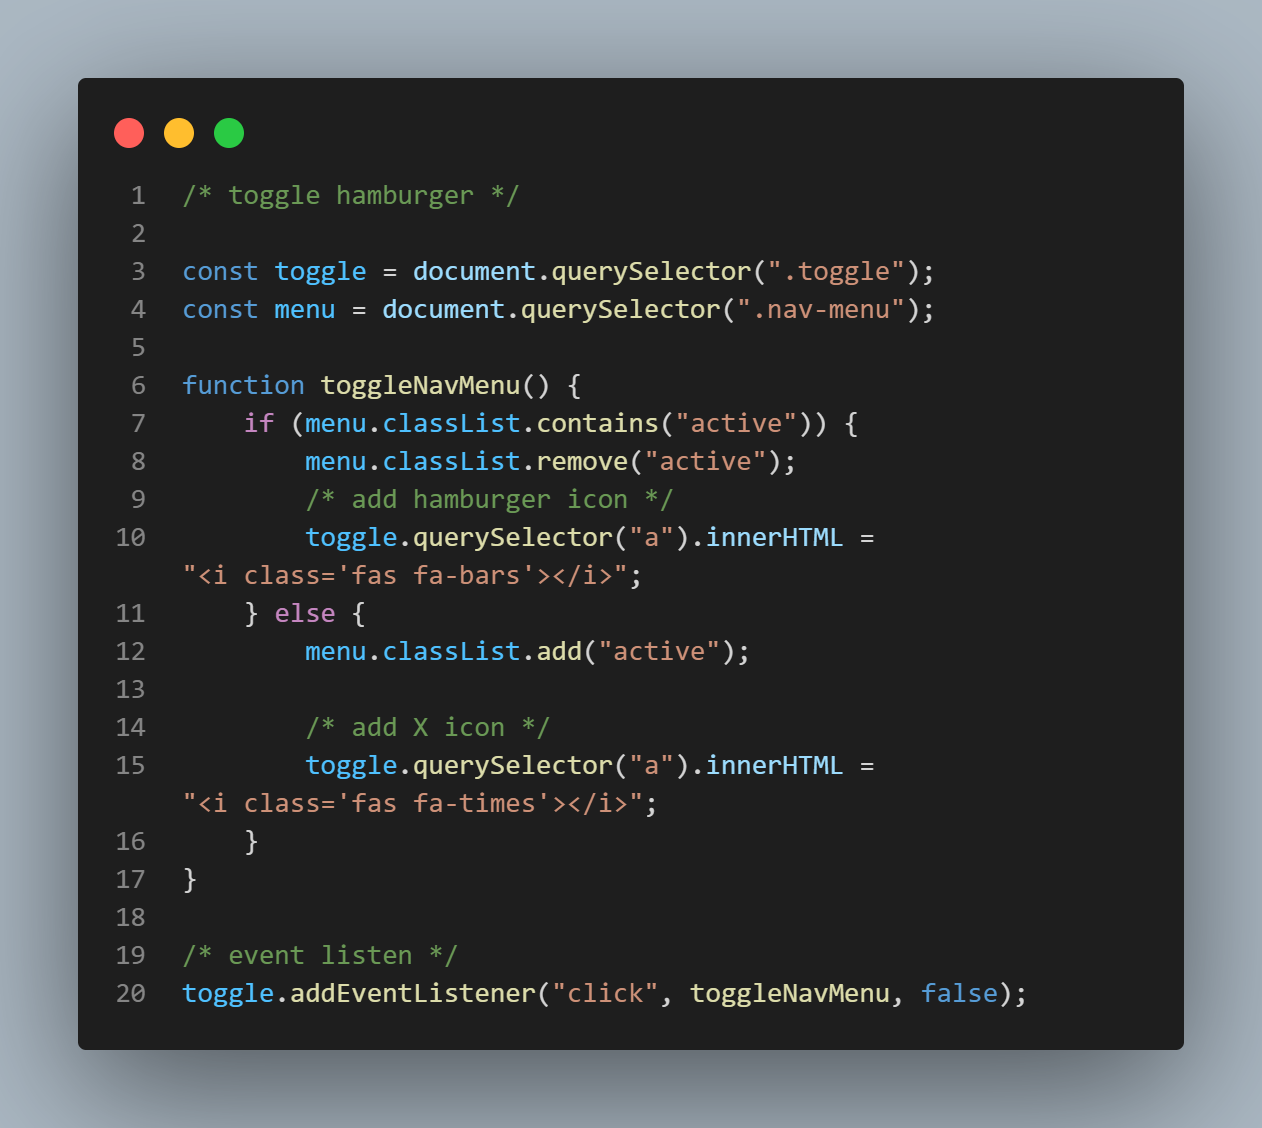 1 /* toggle hamburger */
2
3 const toggle = document.querySelector(".toggle");
4 const menu = document.querySelector(".nav-menu");
5
6 function toggleNavMenu() {
7     if (menu.classList.contains("active")) {
8         menu.classList.remove("active");
9         /* add hamburger icon */
10         toggle.querySelector("a").innerHTML =
"<i class='fas fa-bars'></i>";
11     } else {
12         menu.classList.add("active");
13
14         /* add X icon */
15         toggle.querySelector("a").innerHTML =
"<i class='fas fa-times'></i>";
16     }
17 }
18
19 /* event listen */
20 toggle.addEventListener("click", toggleNavMenu, false);